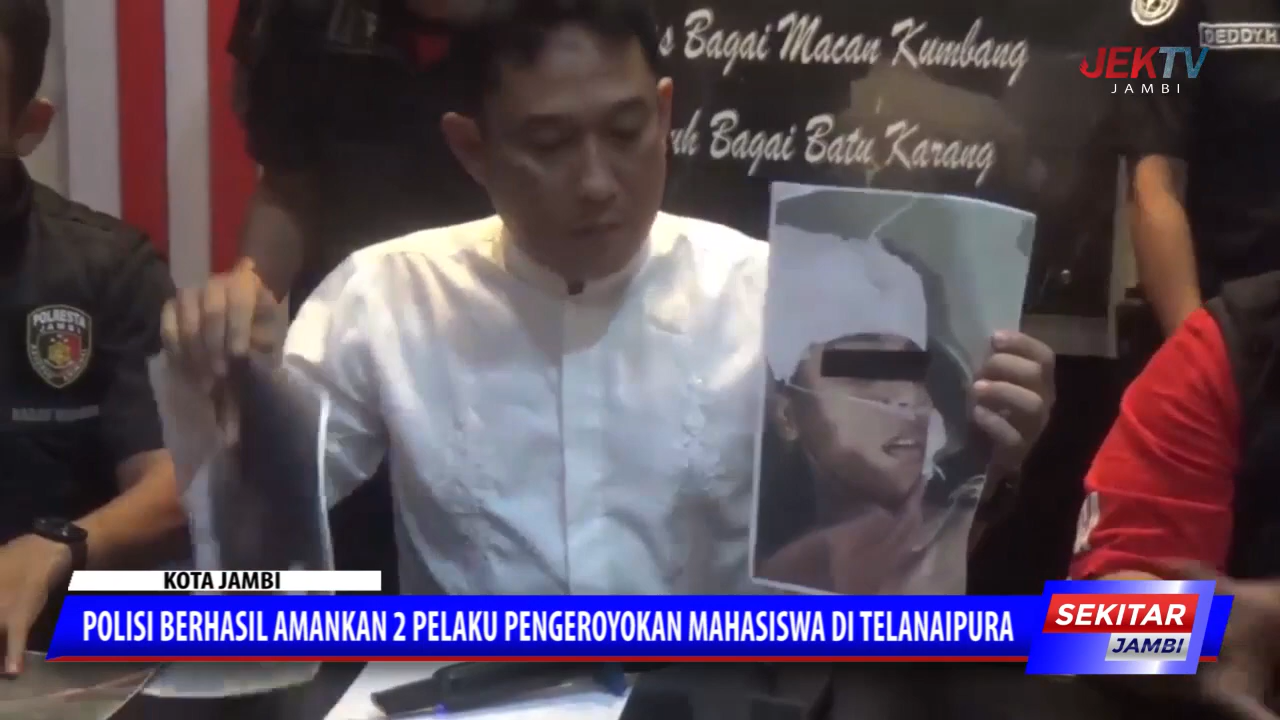 s Bagai Macan Kumbang
uh Bagai Batu Karang
JEKTV
JAMBI
DEDDY.H
POLRESTA
JAMBI
KOTA JAMBI
POLISI BERHASIL AMANKAN 2 PELAKU PENGEROYOKAN MAHASISWA DI TELANAIPURA
SEKITAR
JAMBI